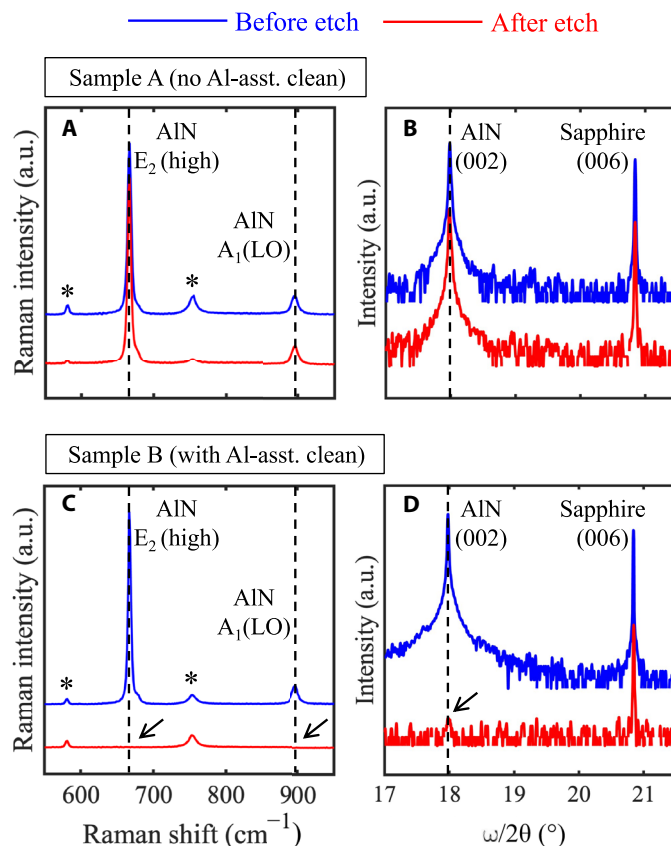 Before etch
After etch
Sample A (no Al-asst. clean)
A
AlN
E₂ (high)
AlN
A₁(LO)
*
*
Raman intensity (a.u.)
B
AlN
(002)
Sapphire
(006)
Intensity (a.u.)
Sample B (with Al-asst. clean)
C
AlN
E₂ (high)
AlN
A₁(LO)
*
*
Raman intensity (a.u.)
600 700 800 900
Raman shift (cm⁻¹)
D
AlN
(002)
Sapphire
(006)
Intensity (a.u.)
17 18 19 20 21
ω/2θ (°)